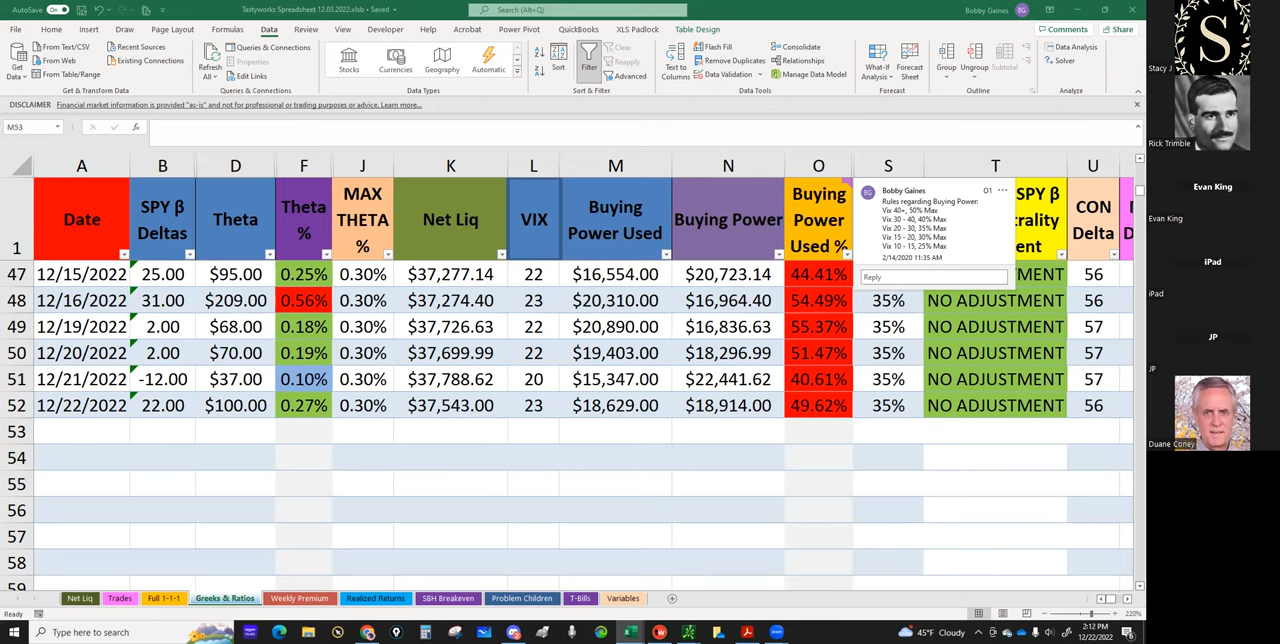 AutoSave On Tastyworks Spreadsheet 12.03.2022.xlsb • Saved Search (Alt+Q) Bobby Gaines BG
File Home Insert Draw Page Layout Formulas Data Review View Developer Help Acrobat Power Pivot QuickBooks XLS Padlock Table Design Comments Share
Get Data
From Text/CSV
From Web
From Table/Range
Recent Sources
Existing Connections
Get & Transform Data
Refresh All
Queries & Connections
Properties
Edit Links
Queries & Connections
Stocks Currencies Geography Automatic
Data Types
Sort Filter
Clear
Reapply
Advanced
Sort & Filter
Text to Columns
Flash Fill
Remove Duplicates
Data Validation
Consolidate
Relationships
Manage Data Model
Data Tools
What-If Analysis
Forecast Sheet
Forecast
Group Ungroup Subtotal
Outline
Data Analysis
Solver
Analyze
DISCLAIMER Financial market information is provided "as-is" and not for professional or trading purposes or advice. Learn more...
M53 fx
A B D F J K L M N O S T U
1 Date SPY β Deltas Theta Theta % MAX THETA % Net Liq VIX Buying Power Used Buying Power Buying Power Used % SPY β CON Delta
BG Bobby Gaines O1 ...
Rules regarding Buying Power.
Vix 40+, 50% Max
Vix 30 - 40, 40% Max
Vix 20 - 30, 35% Max
Vix 15 - 20, 30% Max
Vix 10 - 15, 25% Max
2/14/2020 11:35 AM
Reply
47 12/15/2022 25.00 $95.00 0.25% 0.30% $37,277.14 22 $16,554.00 $20,723.14 44.41% TMENT 56
48 12/16/2022 31.00 $209.00 0.56% 0.30% $37,274.40 23 $20,310.00 $16,964.40 54.49% 35% NO ADJUSTMENT 56
49 12/19/2022 2.00 $68.00 0.18% 0.30% $37,726.63 22 $20,890.00 $16,836.63 55.37% 35% NO ADJUSTMENT 57
50 12/20/2022 2.00 $70.00 0.19% 0.30% $37,699.99 22 $19,403.00 $18,296.99 51.47% 35% NO ADJUSTMENT 57
51 12/21/2022 -12.00 $37.00 0.10% 0.30% $37,788.62 20 $15,347.00 $22,441.62 40.61% 35% NO ADJUSTMENT 57
52 12/22/2022 22.00 $100.00 0.27% 0.30% $37,543.00 23 $18,629.00 $18,914.00 49.62% 35% NO ADJUSTMENT 56
53
54
55
56
57
58
59
Net Liq Trades Full 1-1-1 Greeks & Ratios Weekly Premium Realized Returns SBH Breakeven Problem Children T-Bills Variables
Ready 220%
Type here to search 45°F Cloudy 2:12 PM
12/22/2022
S
Stacy J
Rick Trimble
Evan King
Evan King
iPad
iPad
JP
JP
Duane Coney